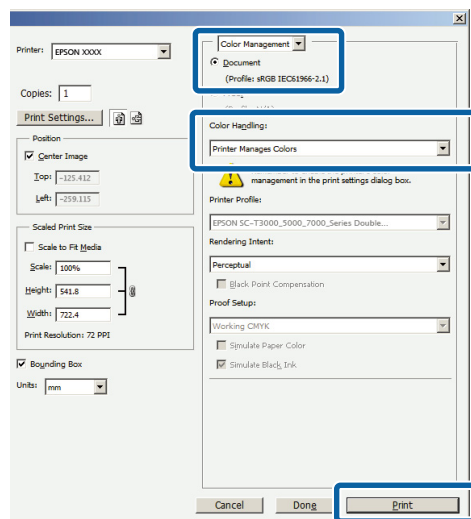 Printer: EPSON XXXX
Copies: 1
Print Settings...
Position
Center Image
Top: -125.412
Left: -259.115
Scaled Print Size
Scale to Fit Media
Scale: 100%
Height: 541.8
Width: 722.4
Print Resolution: 72 PPI
Bounding Box
Units: mm
Color Management
Document
(Profile: sRGB IEC61966-2.1)
Color Handling:
Printer Manages Colors
management in the print settings dialog box.
Printer Profile:
EPSON SC-T3000_5000_7000_Series Double...
Rendering Intent:
Perceptual
Black Point Compensation
Proof Setup:
Working CMYK
Simulate Paper Color
Simulate Black Ink
Cancel
Done
Print